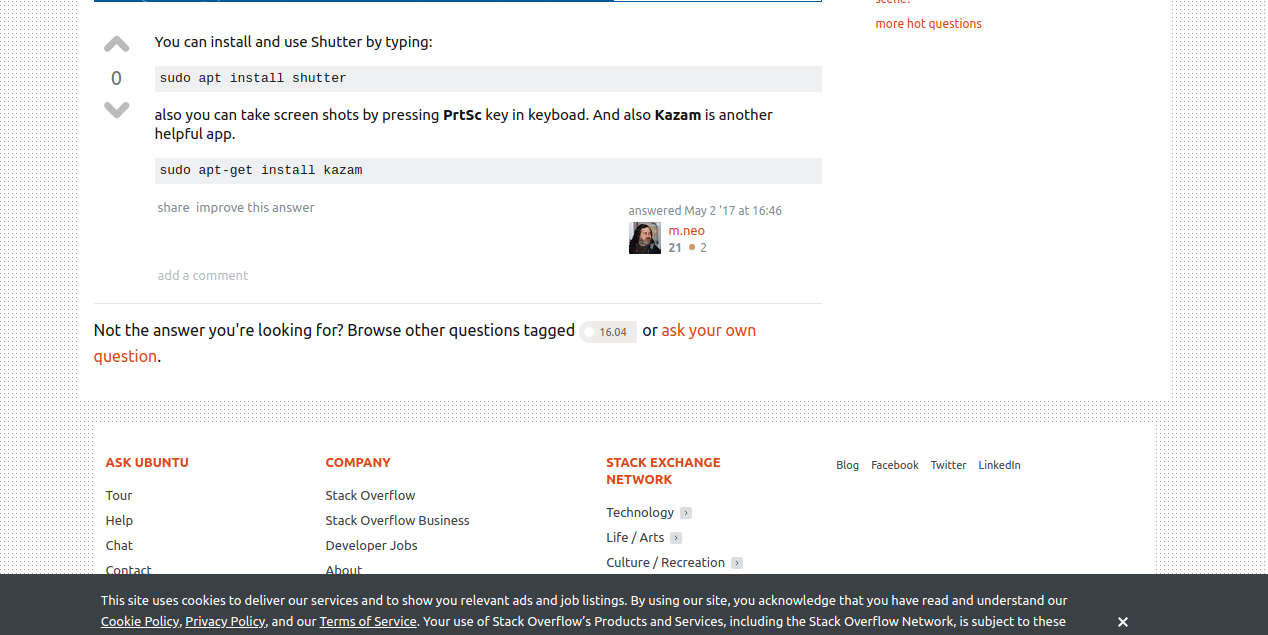 more hot questions
You can install and use Shutter by typing:
0
sudo apt install shutter
also you can take screen shots by pressing PrtSc key in keyboad. And also Kazam is another
helpful app.
sudo apt-get install kazam
share improve this answer
answered May 2 '17 at 16:46
m.neo
21 2
add a comment
Not the answer you're looking for? Browse other questions tagged 16.04 or ask your own
question.
ASK UBUNTU
Tour
Help
Chat
Contact
COMPANY
Stack Overflow
Stack Overflow Business
Developer Jobs
About
STACK EXCHANGE
NETWORK
Technology
Life / Arts
Culture / Recreation
Blog Facebook Twitter LinkedIn
This site uses cookies to deliver our services and to show you relevant ads and job listings. By using our site, you acknowledge that you have read and understand our
Cookie Policy, Privacy Policy, and our Terms of Service. Your use of Stack Overflow's Products and Services, including the Stack Overflow Network, is subject to these